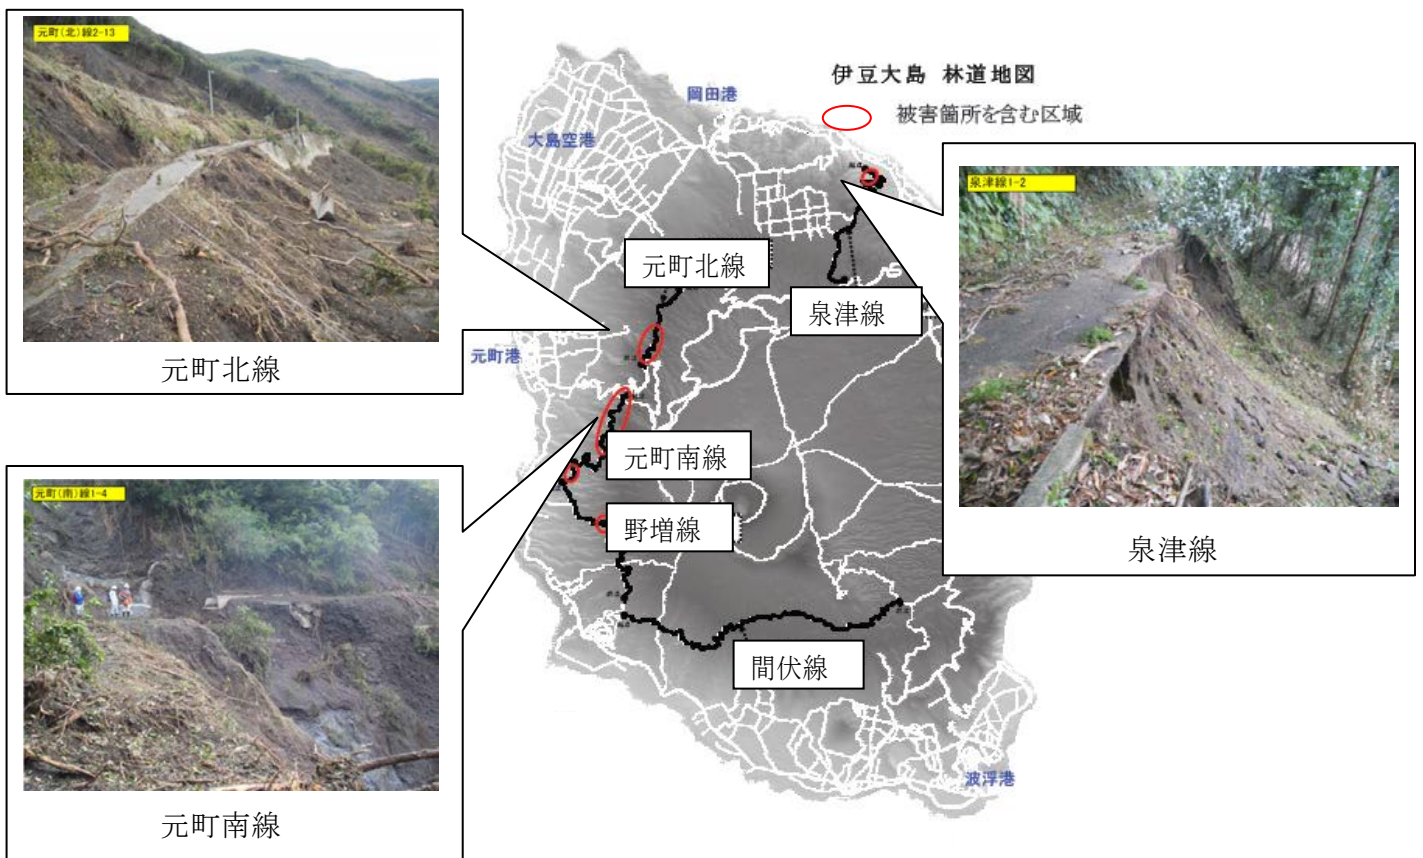 元町(北)線2-13
元町北線
伊豆大島 林道地図
被害箇所を含む区域
岡田港
大島空港
泉津線1-2
元町北線
泉津線
元町港
元町南線
野増線
泉津線
元町(南)線1-4
間伏線
波浮港
元町南線